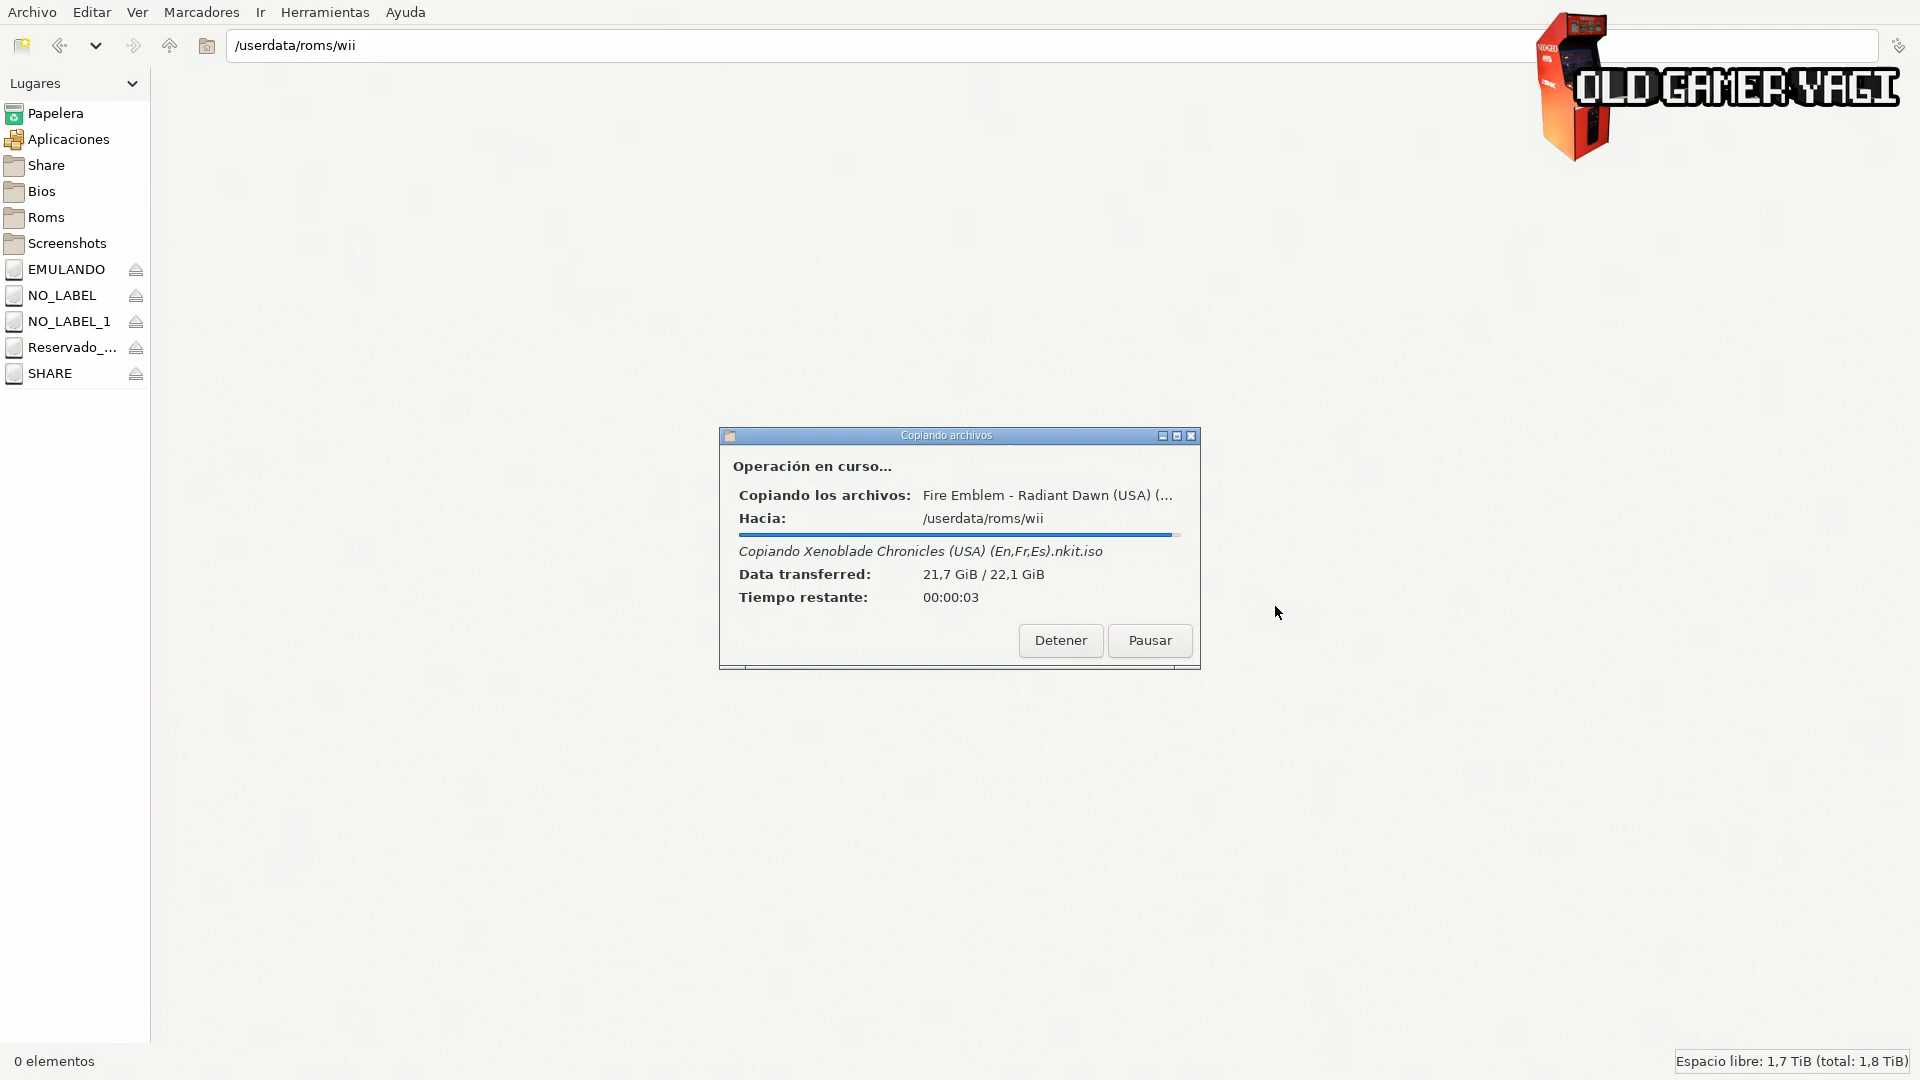 Archivo Editar Ver Marcadores Ir Herramientas Ayuda
/userdata/roms/wii
OLD GAMER YAGI
Lugares
Papelera
Aplicaciones
Share
Bios
Roms
Screenshots
EMULANDO
NO_LABEL
NO_LABEL_1
Reservado_...
SHARE
Copiando archivos
Operación en curso...
Copiando los archivos: Fire Emblem - Radiant Dawn (USA) (...
Hacia: /userdata/roms/wii
Copiando Xenoblade Chronicles (USA) (En,Fr,Es).nkit.iso
Data transferred: 21,7 GiB / 22,1 GiB
Tiempo restante: 00:00:03
Detener Pausar
0 elementos
Espacio libre: 1,7 TiB (total: 1,8 TiB)